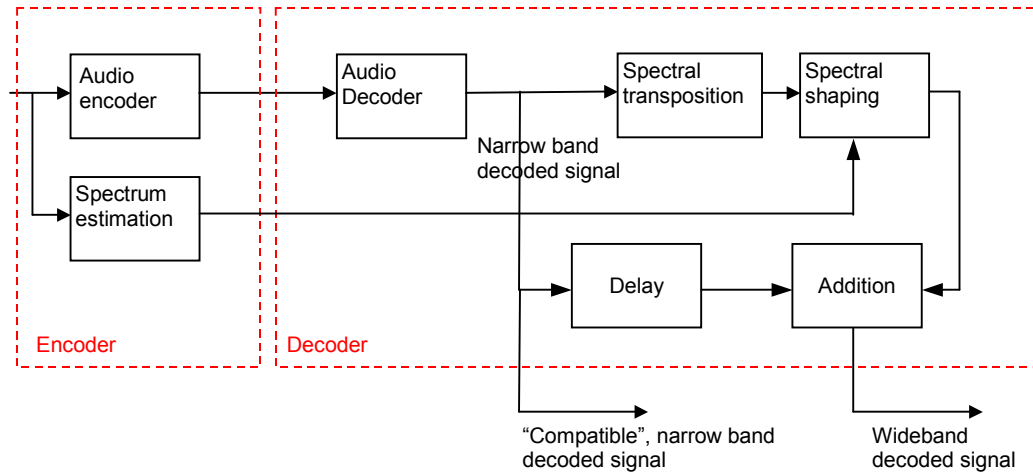 Audio
encoder
Audio
Decoder
Spectral
transposition
Spectral
shaping
Narrow band
decoded signal
Spectrum
estimation
Delay
Addition
Encoder
Decoder
“Compatible”, narrow band
decoded signal
Wideband
decoded signal